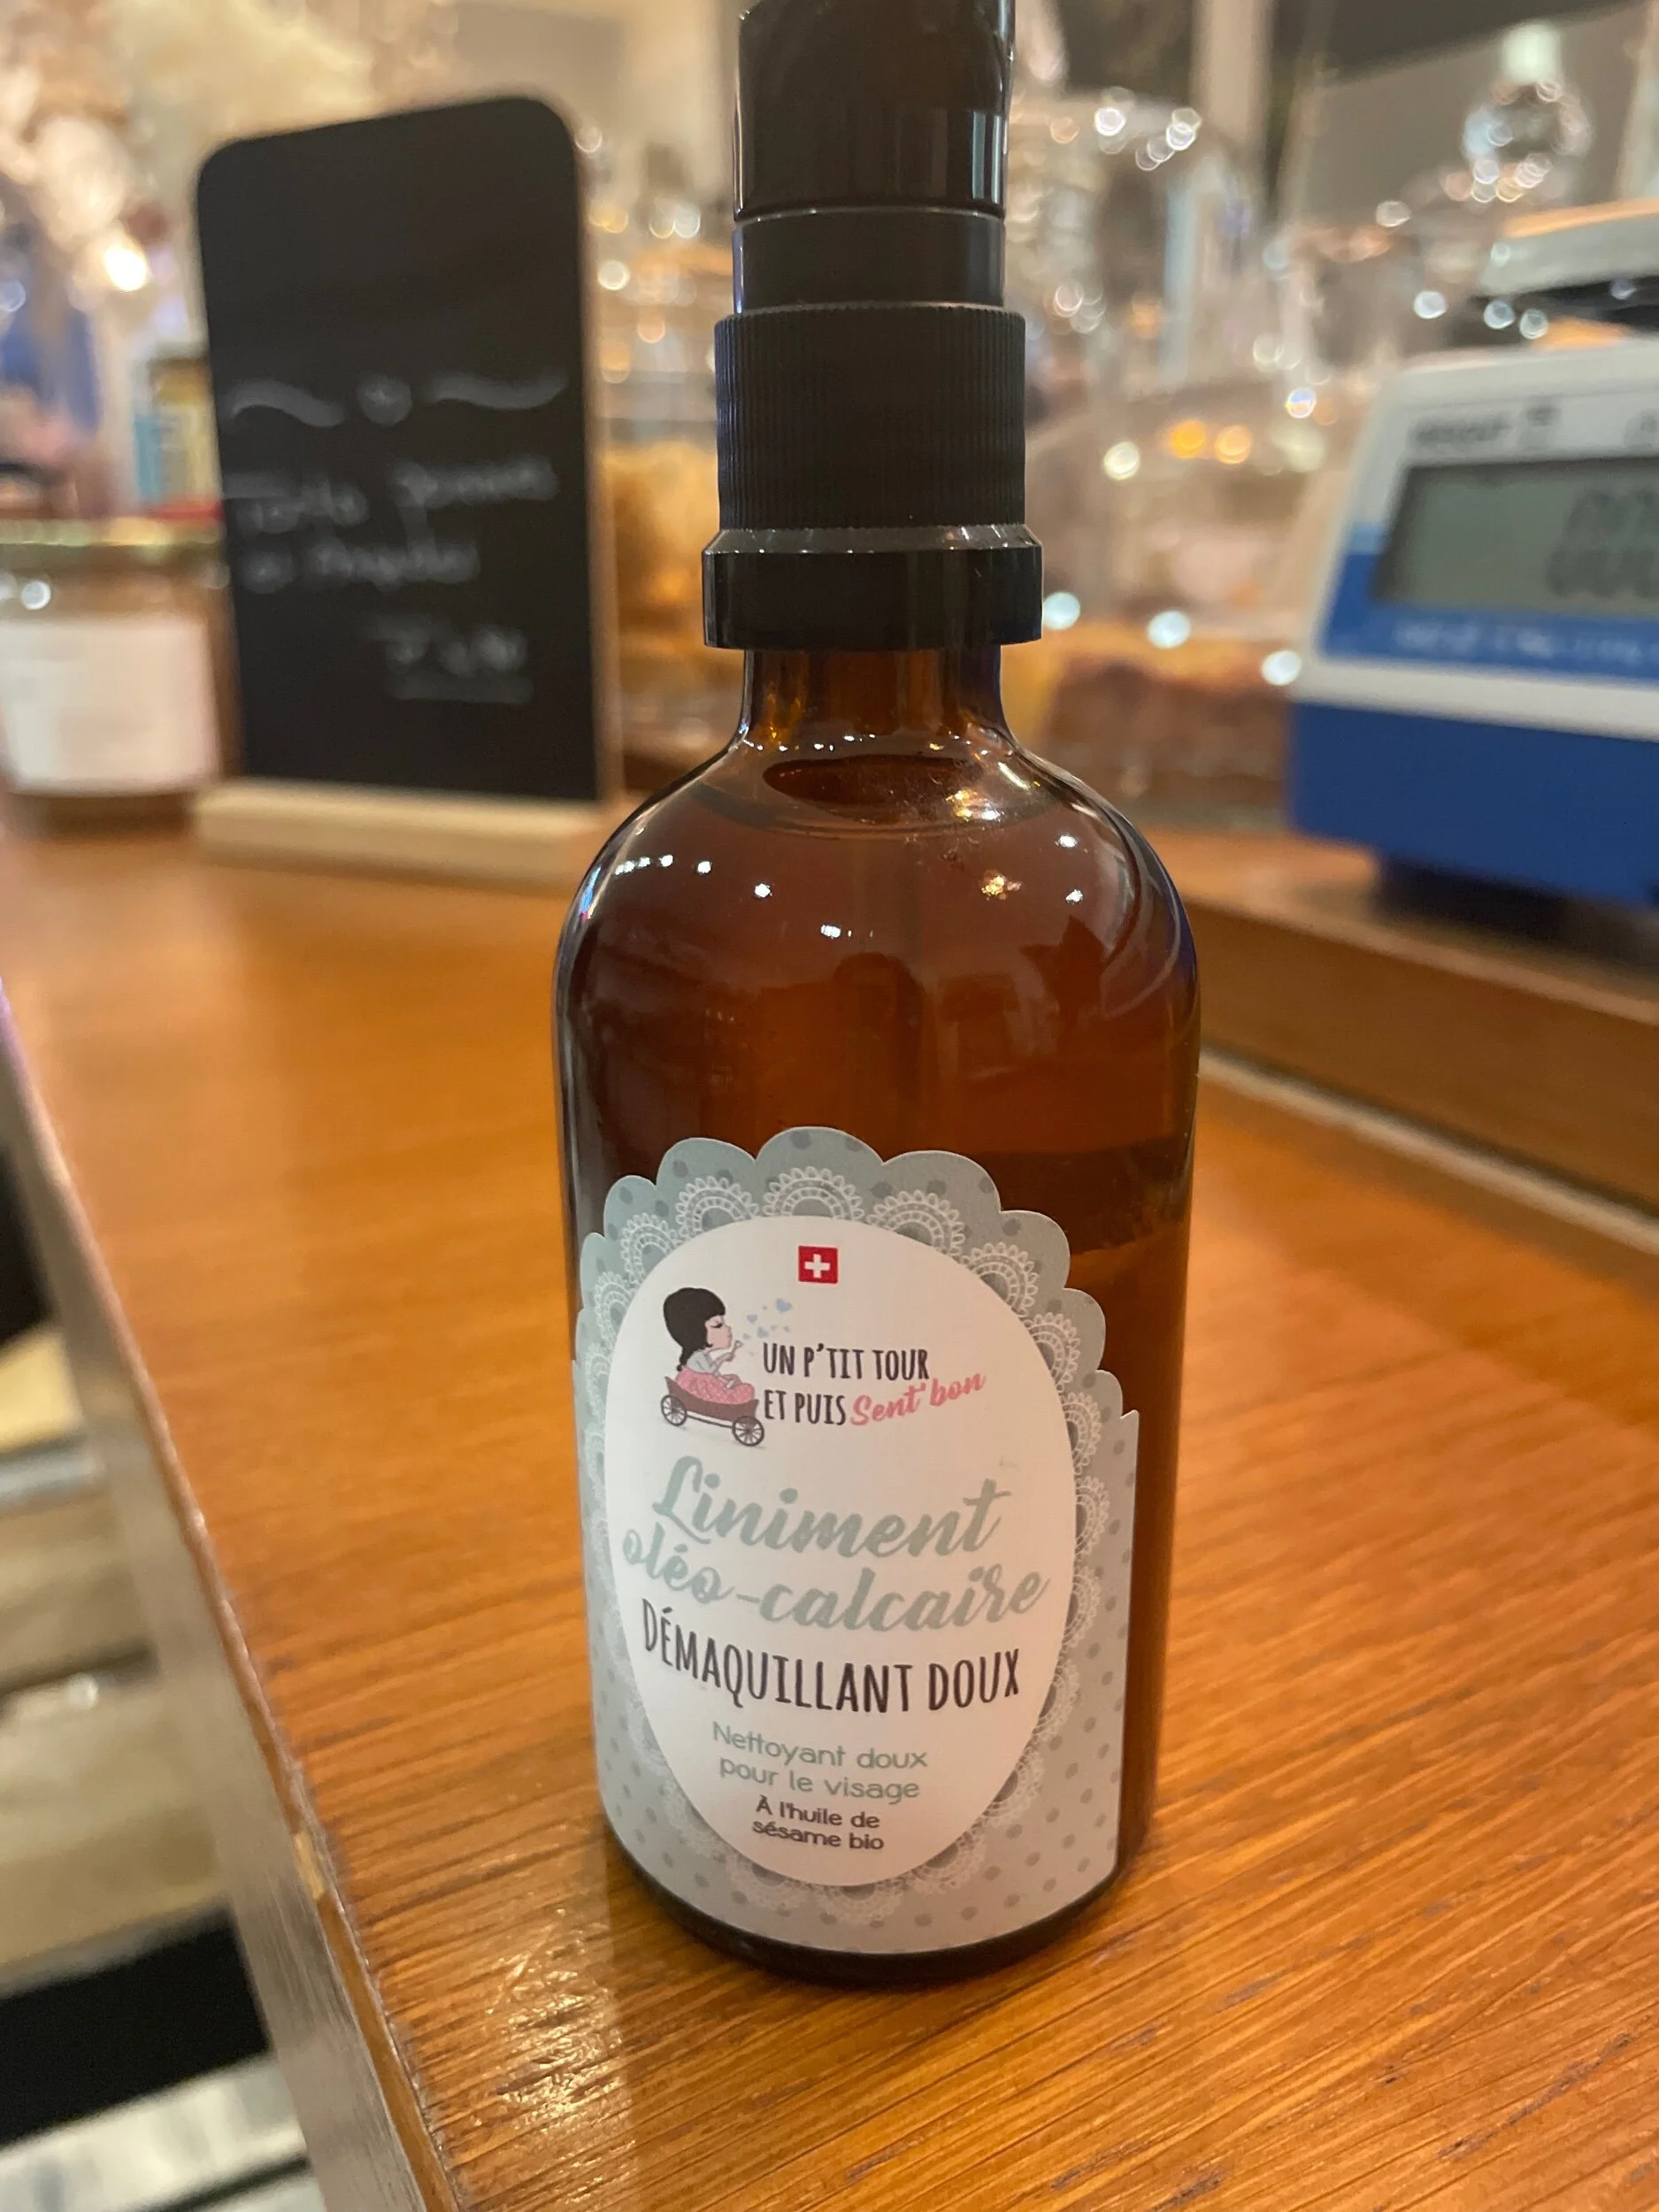 UN P'TIT TOUR
ET PUIS Sent'bon
Liniment
oléo-calcaire
DÉMAQUILLANT DOUX
Nettoyant doux
pour le visage
À l'huile de
sésame bio